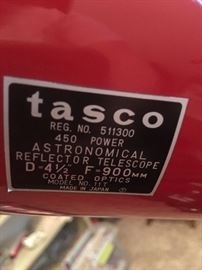 tasco
REG. NO. 511300
450 POWER
ASTRONOMICAL
REFLECTOR TELESCOPE
D-4½ F-900mm
COATED OPTICS
MODEL NO. 11T
MADE IN JAPAN